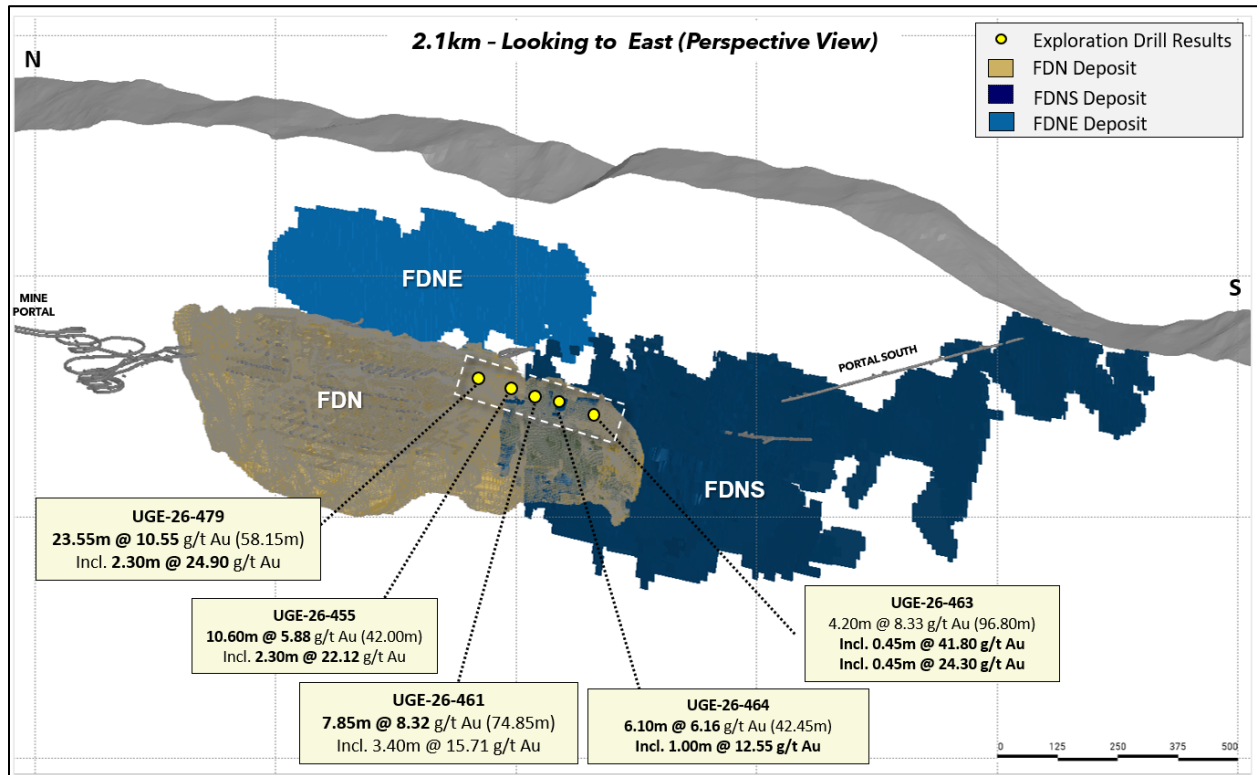 2.1km – Looking to East (Perspective View)
N
Exploration Drill Results
FDN Deposit
FDNS Deposit
FDNE Deposit
FDNE
S
MINE
PORTAL
PORTAL SOUTH
FDN
FDNS
UGE-26-479
23.55m @ 10.55 g/t Au (58.15m)
Incl. 2.30m @ 24.90 g/t Au
UGE-26-455
10.60m @ 5.88 g/t Au (42.00m)
Incl. 2.30m @ 22.12 g/t Au
UGE-26-461
7.85m @ 8.32 g/t Au (74.85m)
Incl. 3.40m @ 15.71 g/t Au
UGE-26-464
6.10m @ 6.16 g/t Au (42.45m)
Incl. 1.00m @ 12.55 g/t Au
UGE-26-463
4.20m @ 8.33 g/t Au (96.80m)
Incl. 0.45m @ 41.80 g/t Au
Incl. 0.45m @ 24.30 g/t Au
0 125 250 375 500